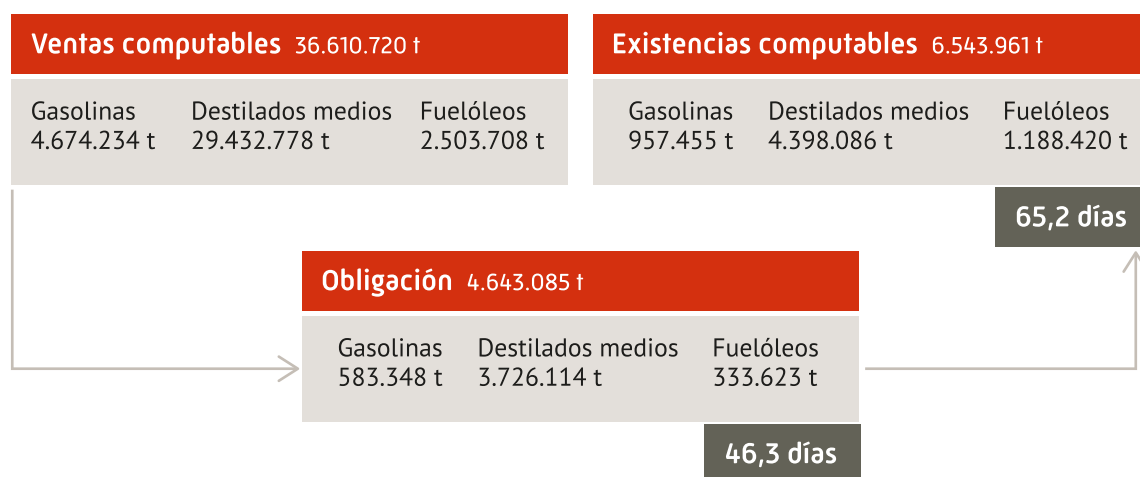 Ventas computables 36.610.720 t
Gasolinas Destilados medios Fuelóleos
4.674.234 t 29.432.778 t 2.503.708 t
Existencias computables 6.543.961 t
Gasolinas Destilados medios Fuelóleos
957.455 t 4.398.086 t 1.188.420 t
65,2 días
Obligación 4.643.085 t
Gasolinas Destilados medios Fuelóleos
583.348 t 3.726.114 t 333.623 t
46,3 días